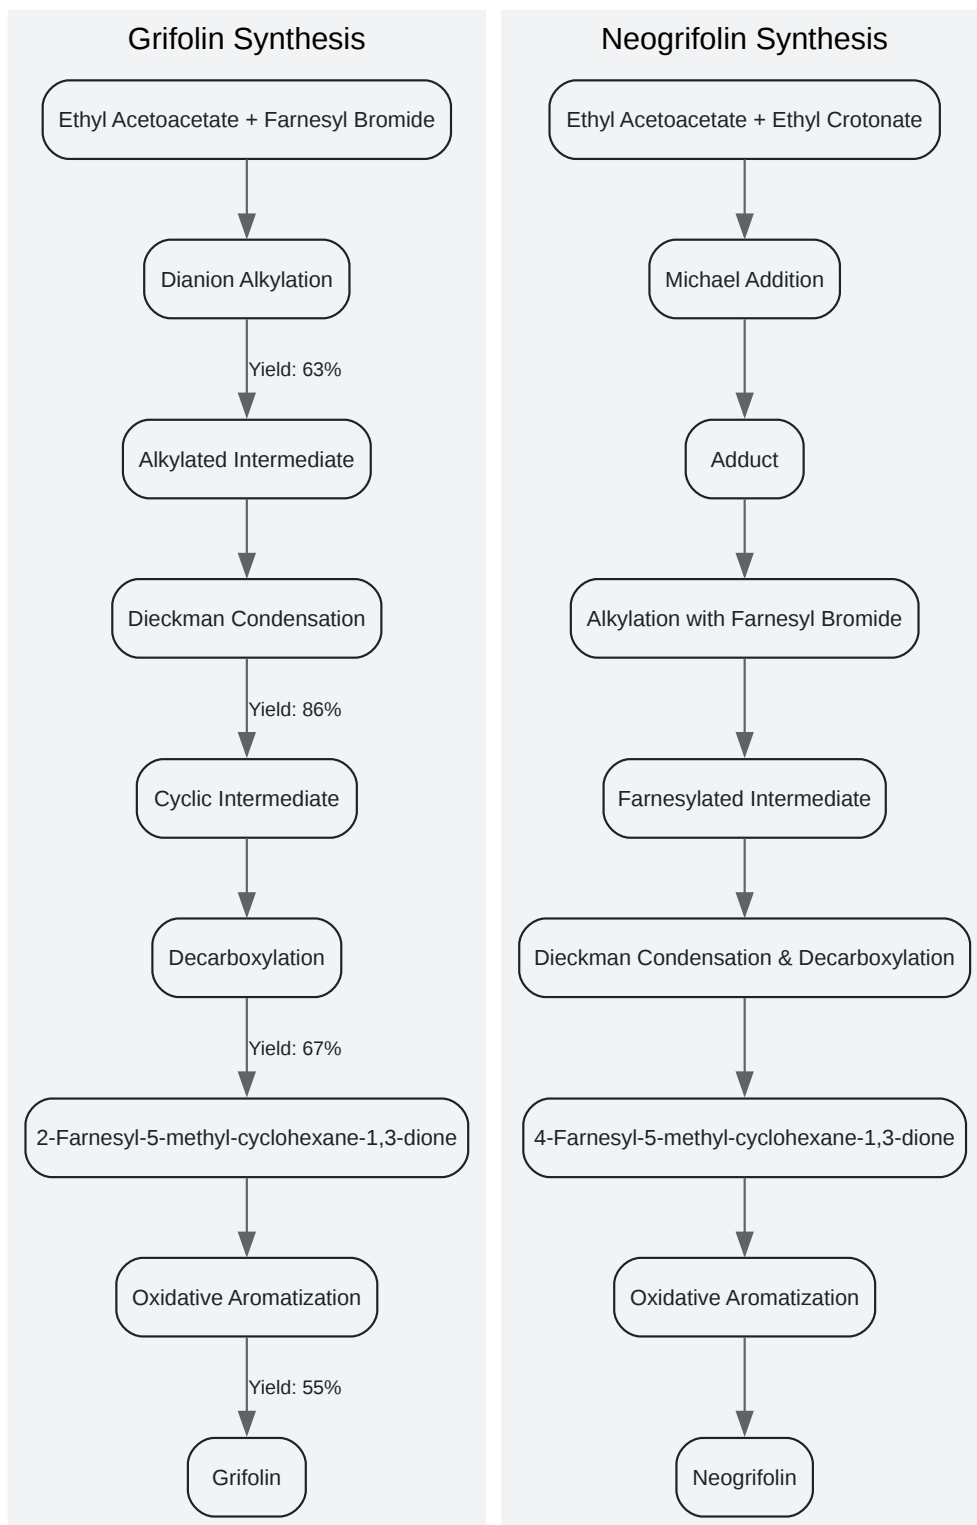 Grifolin Synthesis
Ethyl Acetoacetate + Farnesyl Bromide
Dianion Alkylation
Yield: 63%
Alkylated Intermediate
Dieckman Condensation
Yield: 86%
Cyclic Intermediate
Decarboxylation
Yield: 67%
2-Farnesyl-5-methyl-cyclohexane-1,3-dione
Oxidative Aromatization
Yield: 55%
Grifolin
Neogrifolin Synthesis
Ethyl Acetoacetate + Ethyl Crotonate
Michael Addition
Adduct
Alkylation with Farnesyl Bromide
Farnesylated Intermediate
Dieckman Condensation & Decarboxylation
4-Farnesyl-5-methyl-cyclohexane-1,3-dione
Oxidative Aromatization
Neogrifolin